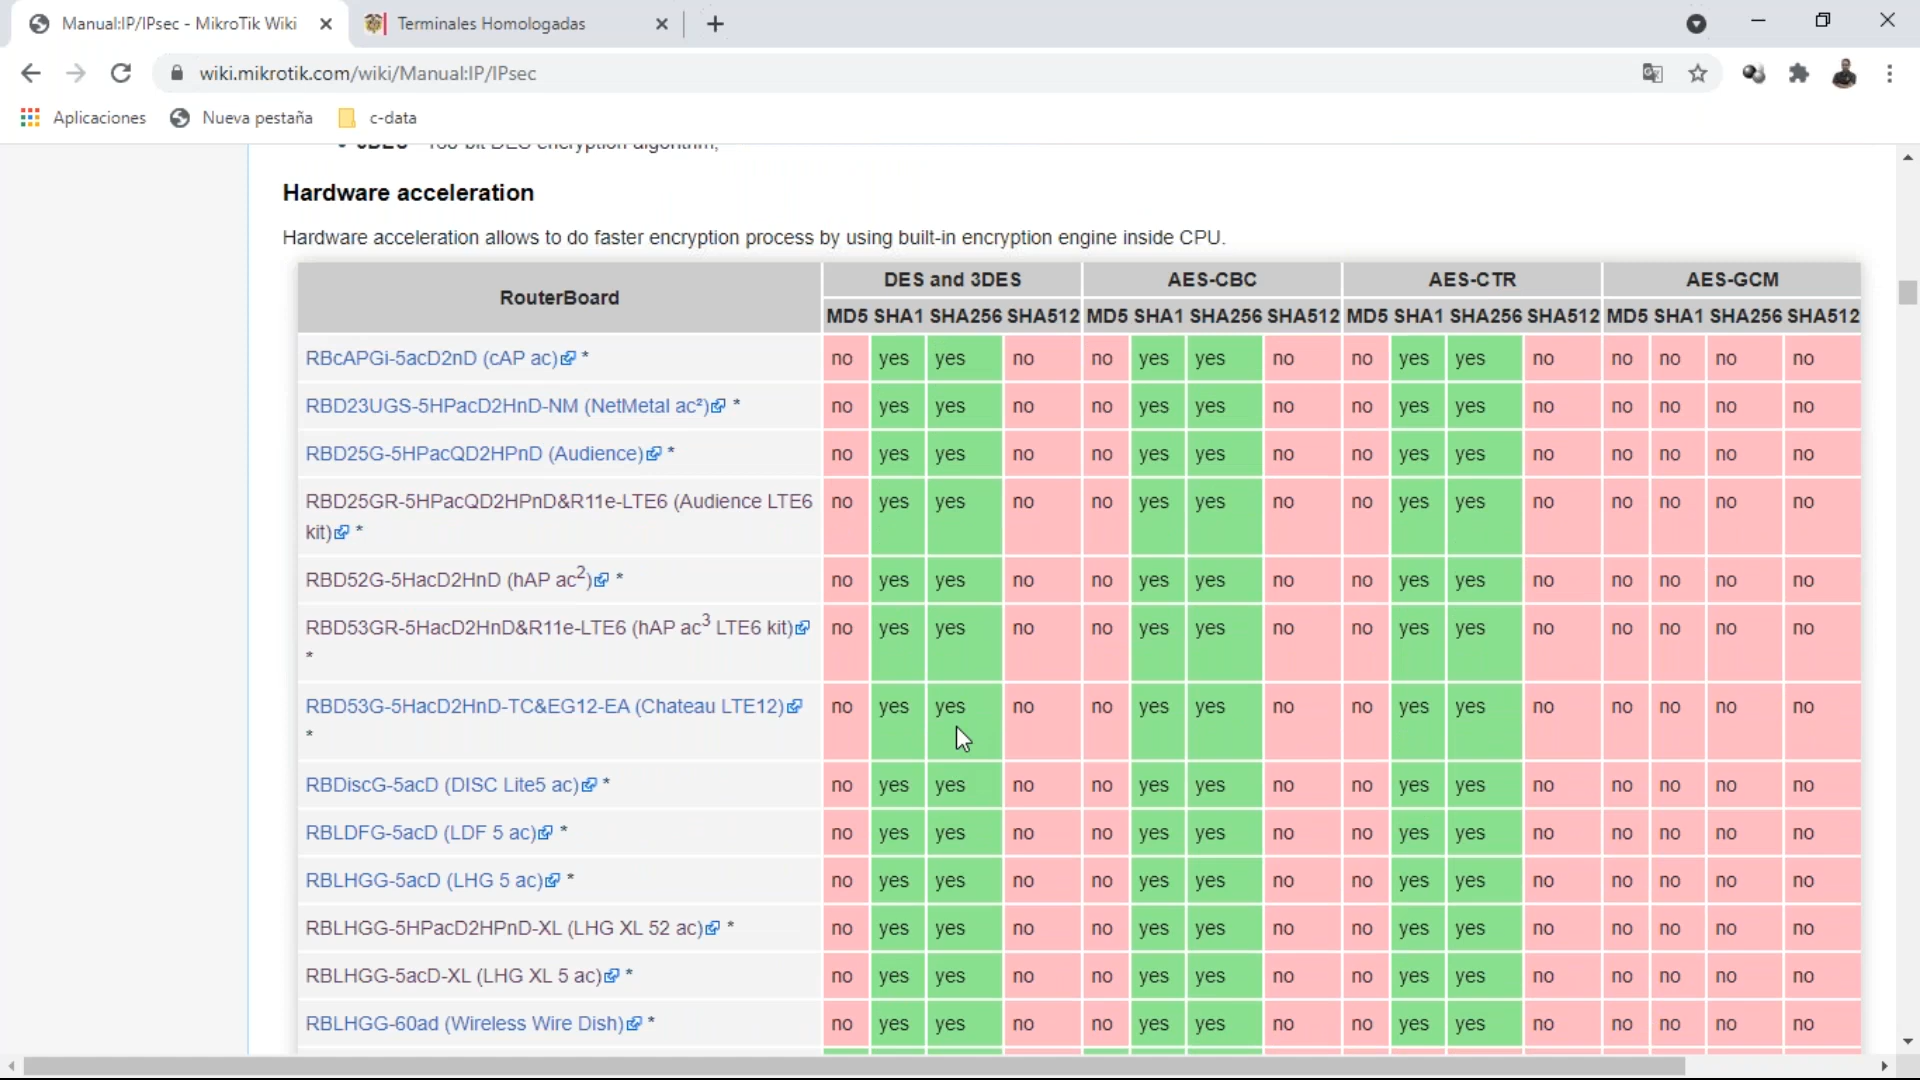 Manual:IP/IPsec - MikroTik Wiki
Terminales Homologadas
wiki.mikrotik.com/wiki/Manual:IP/IPsec
Aplicaciones
Nueva pestaña
c-data
Hardware acceleration
Hardware acceleration allows to do faster encryption process by using built-in encryption engine inside CPU.
RouterBoard DES and 3DES AES-CBC AES-CTR AES-GCM
MD5 SHA1 SHA256 SHA512 MD5 SHA1 SHA256 SHA512 MD5 SHA1 SHA256 SHA512 MD5 SHA1 SHA256 SHA512
RBcAPGi-5acD2nD (cAP ac) * no yes yes no no yes yes no no yes yes no no no no no
RBD23UGS-5HPacD2HnD-NM (NetMetal ac²) * no yes yes no no yes yes no no yes yes no no no no no
RBD25G-5HPacQD2HPnD (Audience) * no yes yes no no yes yes no no yes yes no no no no no
RBD25GR-5HPacQD2HPnD&R11e-LTE6 (Audience LTE6 no yes yes no no yes yes no no yes yes no no no no no
kit) *
RBD52G-5HacD2HnD (hAP ac2) * no yes yes no no yes yes no no yes yes no no no no no
RBD53GR-5HacD2HnD&R11e-LTE6 (hAP ac3 LTE6 kit) no yes yes no no yes yes no no yes yes no no no no no
*
RBD53G-5HacD2HnD-TC&EG12-EA (Chateau LTE12) no yes yes no no yes yes no no yes yes no no no no no
*
RBDiscG-5acD (DISC Lite5 ac) * no yes yes no no yes yes no no yes yes no no no no no
RBLDFG-5acD (LDF 5 ac) * no yes yes no no yes yes no no yes yes no no no no no
RBLHGG-5acD (LHG 5 ac) * no yes yes no no yes yes no no yes yes no no no no no
RBLHGG-5HPacD2HPnD-XL (LHG XL 52 ac) * no yes yes no no yes yes no no yes yes no no no no no
RBLHGG-5acD-XL (LHG XL 5 ac) * no yes yes no no yes yes no no yes yes no no no no no
RBLHGG-60ad (Wireless Wire Dish) * no yes yes no no yes yes no no yes yes no no no no no